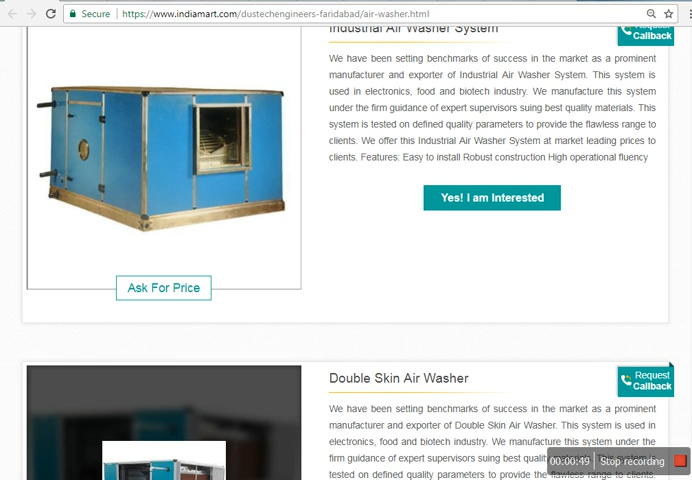 Secure https://www.indiamart.com/dustechengineers-faridabad/air-washer.html
Industrial Air Washer System
Request
Callback
We have been setting benchmarks of success in the market as a prominent
manufacturer and exporter of Industrial Air Washer System. This system is
used in electronics, food and biotech industry. We manufacture this system
under the firm guidance of expert supervisors suing best quality materials. This
system is tested on defined quality parameters to provide the flawless range to
clients. We offer this Industrial Air Washer System at market leading prices to
clients. Features: Easy to install Robust construction High operational fluency
Yes! I am Interested
Ask For Price
Double Skin Air Washer
Request
Callback
We have been setting benchmarks of success in the market as a prominent
manufacturer and exporter of Double Skin Air Washer. This system is used in
electronics, food and biotech industry. We manufacture this system under the
firm guidance of expert supervisors suing best quality materials. This system is
tested on defined quality parameters to provide the flawless range to clients.
00:00:49 Stop recording